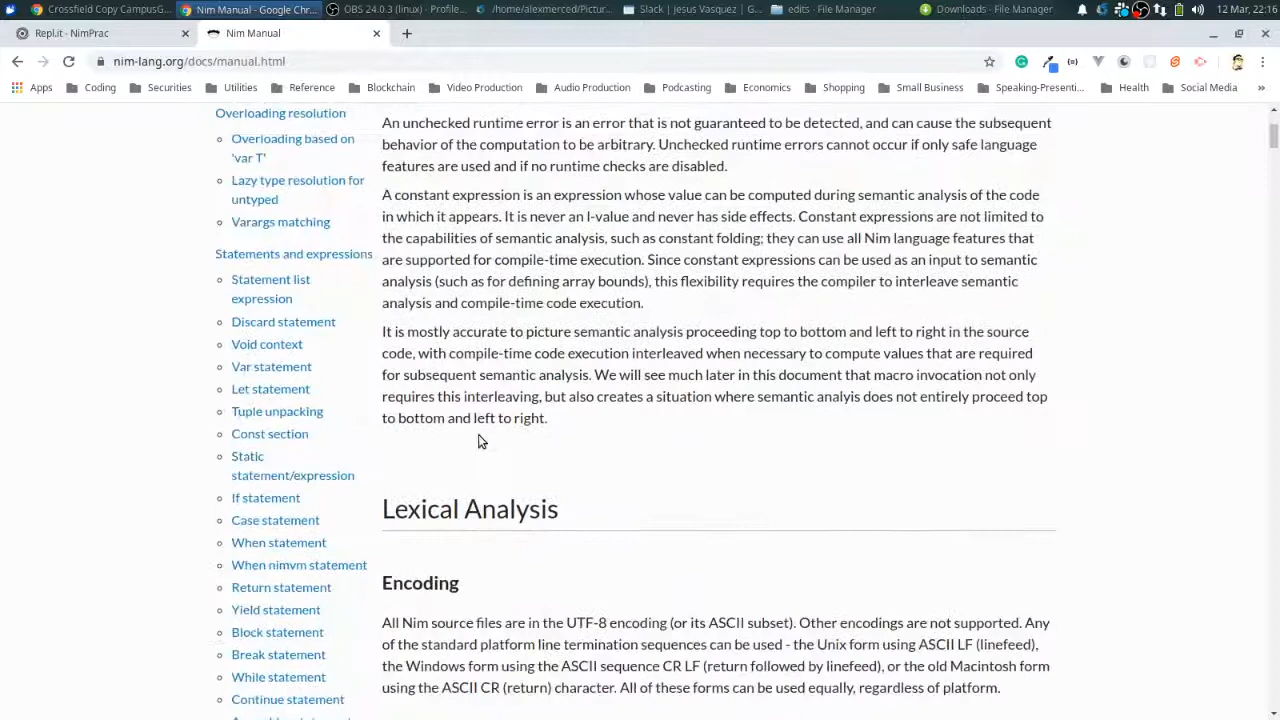 Crossfield Copy CampusG...
Nim Manual - Google Chr...
OBS 24.0.3 (linux) - Profile...
/home/alexmerced/Pictur...
Slack | Jesus Vasquez | G...
edits - File Manager
Downloads - File Manager
12 Mar, 22:16
Repl.it - NimPrac
Nim Manual
nim-lang.org/docs/manual.html
Apps
Coding
Securities
Utilities
Reference
Blockchain
Video Production
Audio Production
Podcasting
Economics
Shopping
Small Business
Speaking-Presenti...
Health
Social Media
»
Overloading resolution
Overloading based on
'var T'
Lazy type resolution for
untyped
Varargs matching
Statements and expressions
Statement list
expression
Discard statement
Void context
Var statement
Let statement
Tuple unpacking
Const section
Static
statement/expression
If statement
Case statement
When statement
When nimvm statement
Return statement
Yield statement
Block statement
Break statement
While statement
Continue statement
An unchecked runtime error is an error that is not guaranteed to be detected, and can cause the subsequent
behavior of the computation to be arbitrary. Unchecked runtime errors cannot occur if only safe language
features are used and if no runtime checks are disabled.
A constant expression is an expression whose value can be computed during semantic analysis of the code
in which it appears. It is never an l-value and never has side effects. Constant expressions are not limited to
the capabilities of semantic analysis, such as constant folding; they can use all Nim language features that
are supported for compile-time execution. Since constant expressions can be used as an input to semantic
analysis (such as for defining array bounds), this flexibility requires the compiler to interleave semantic
analysis and compile-time code execution.
It is mostly accurate to picture semantic analysis proceeding top to bottom and left to right in the source
code, with compile-time code execution interleaved when necessary to compute values that are required
for subsequent semantic analysis. We will see much later in this document that macro invocation not only
requires this interleaving, but also creates a situation where semantic analyis does not entirely proceed top
to bottom and left to right.
Lexical Analysis
Encoding
All Nim source files are in the UTF-8 encoding (or its ASCII subset). Other encodings are not supported. Any
of the standard platform line termination sequences can be used - the Unix form using ASCII LF (linefeed),
the Windows form using the ASCII sequence CR LF (return followed by linefeed), or the old Macintosh form
using the ASCII CR (return) character. All of these forms can be used equally, regardless of platform.